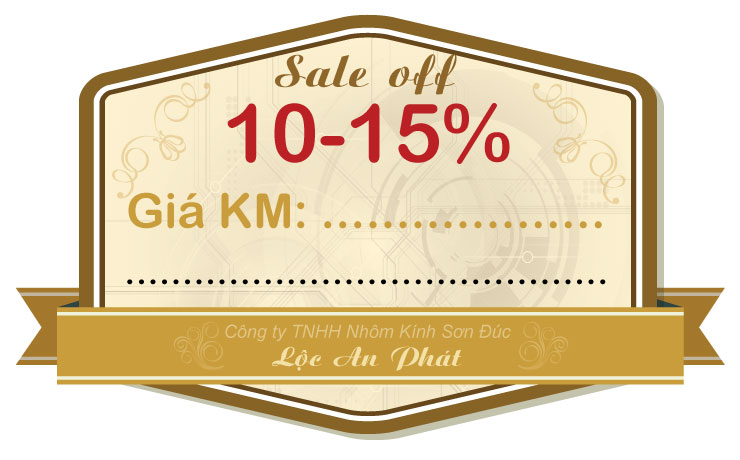 Sale off
10-15%
Giá KM: ...................
................................................
Công ty TNHH Nhôm Kính Sơn Đúc
Lộc An Phát